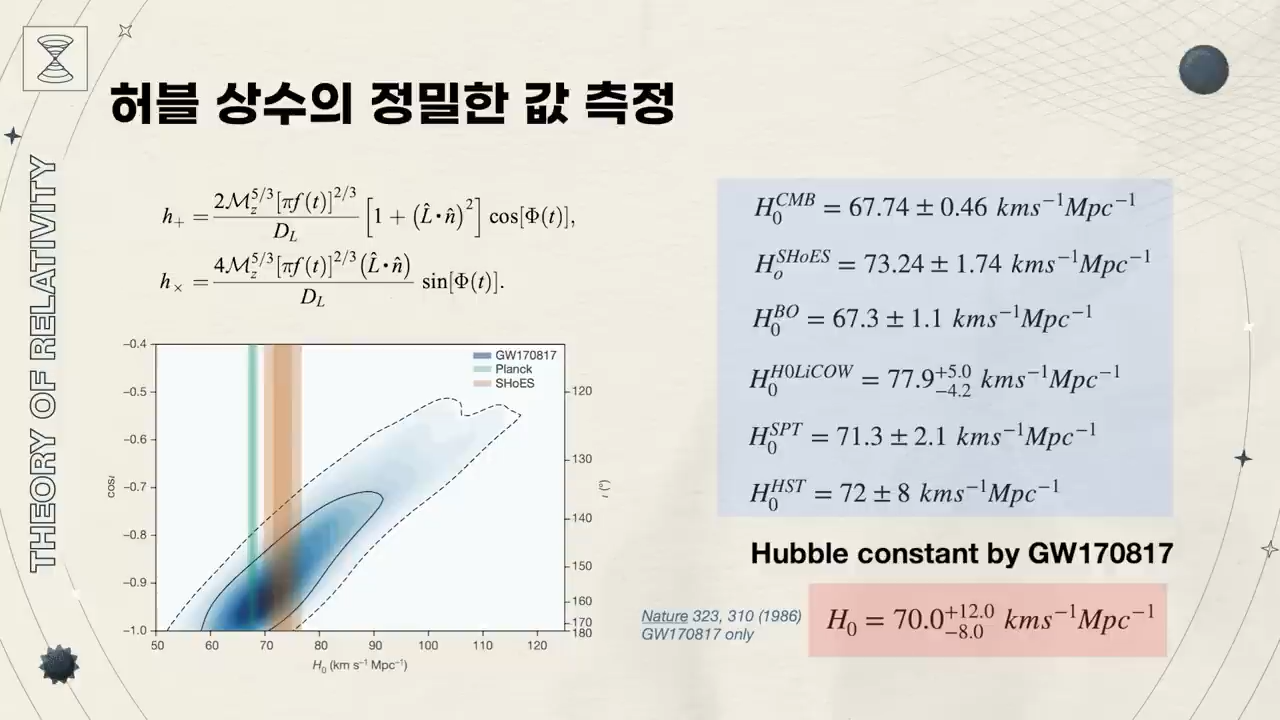 허블 상수의 정밀한 값 측정
THEORY OF RELATIVITY
h₊ = 2ℳ_z^{5/3}[πf(t)]^{2/3} / D_L [1 + (L̂·n̂)²] cos[Φ(t)],
h× = 4ℳ_z^{5/3}[πf(t)]^{2/3}(L̂·n̂) / D_L sin[Φ(t)].
GW170817
Planck
SHoES
−0.4
−0.5
−0.6
−0.7
−0.8
−0.9
−1.0
cosι
120
130
140
150
160
170
180
ι (°)
50 60 70 80 90 100 110 120
H₀ (km s⁻¹ Mpc⁻¹)
H₀^{CMB} = 67.74 ± 0.46 kms⁻¹Mpc⁻¹
H_o^{SHoES} = 73.24 ± 1.74 kms⁻¹Mpc⁻¹
H₀^{BO} = 67.3 ± 1.1 kms⁻¹Mpc⁻¹
H₀^{H0LiCOW} = 77.9^{+5.0}_{−4.2} kms⁻¹Mpc⁻¹
H₀^{SPT} = 71.3 ± 2.1 kms⁻¹Mpc⁻¹
H₀^{HST} = 72 ± 8 kms⁻¹Mpc⁻¹
Hubble constant by GW170817
Nature 323, 310 (1986)
GW170817 only
H₀ = 70.0^{+12.0}_{−8.0} kms⁻¹Mpc⁻¹